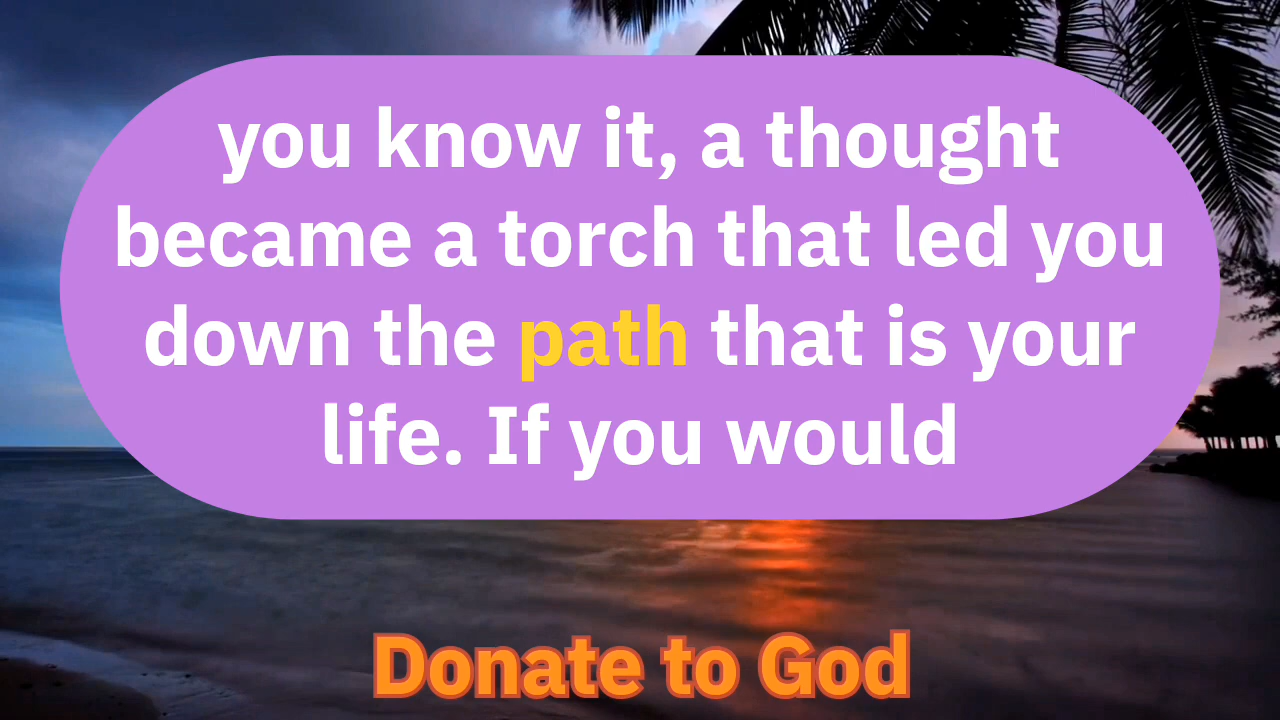 you know it, a thought
became a torch that led you
down the path that is your
life. If you would
Donate to God